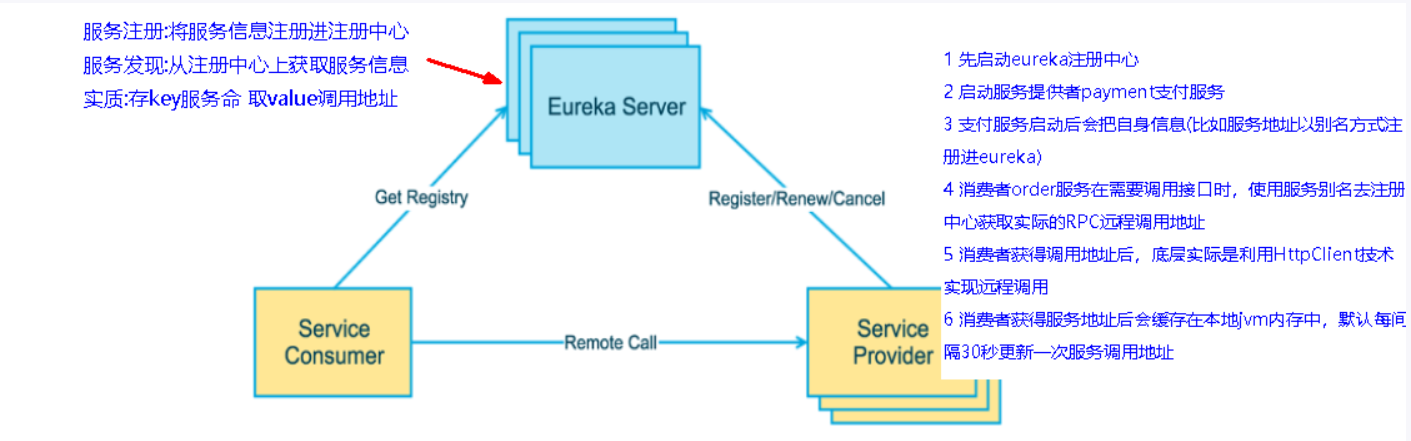 服务注册:将服务信息注册进注册中心
服务发现:从注册中心上获取服务信息
实质:存key服务命 取value调用地址
Eureka Server
Get Registry
Register/Renew/Cancel
Service
Consumer
Remote Call
Service
Provider
1 先启动eureka注册中心
2 启动服务提供者payment支付服务
3 支付服务启动后会把自身信息(比如服务地址以别名方式注
册进eureka)
4 消费者order服务在需要调用接口时，使用服务别名去注册
中心获取实际的RPC远程调用地址
5 消费者获得调用地址后，底层实际是利用HttpClient技术
实现远程调用
6 消费者获得服务地址后会缓存在本地jvm内存中，默认每间
隔30秒更新一次服务调用地址